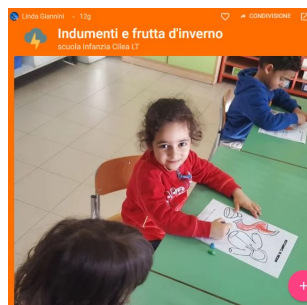 Linda Giannini • 12g
CONDIVISIONE
Indumenti e frutta d'inverno
scuola infanzia Cilea LT